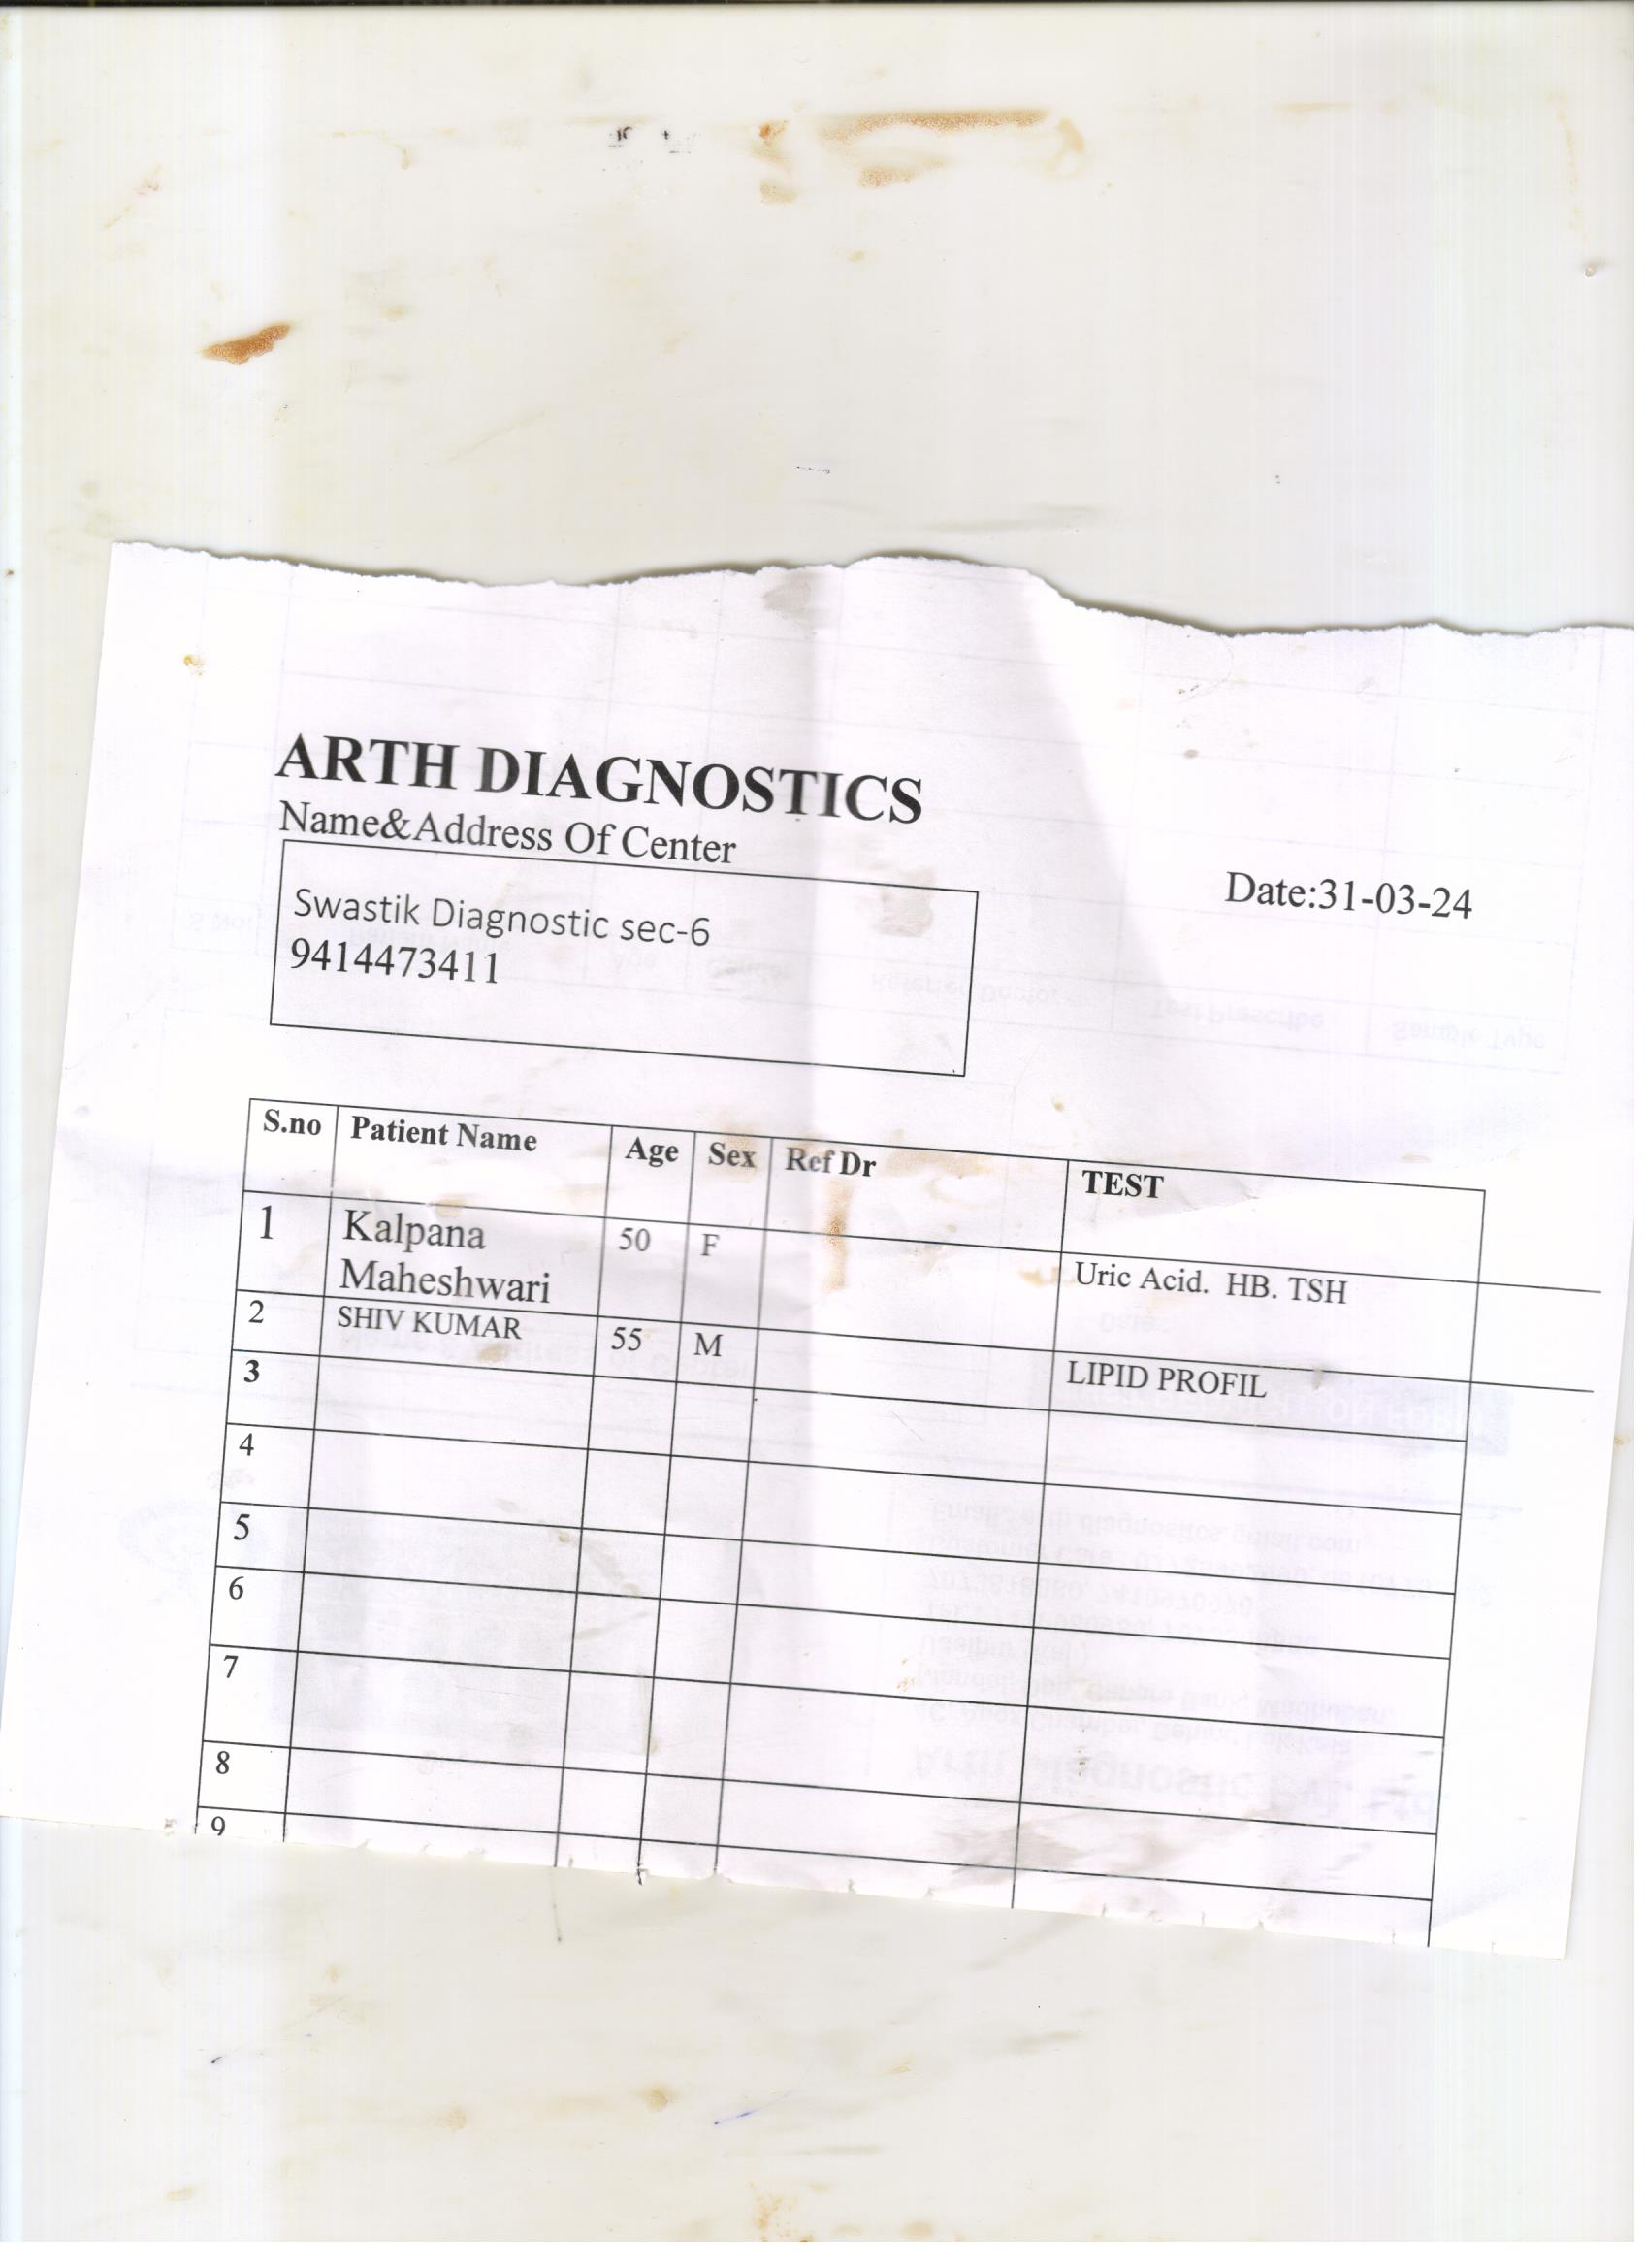 ARTH DIAGNOSTICS
Name&Address Of Center
Date:31-03-24
Swastik Diagnostic sec-6
9414473411
S.no Patient Name Age Sex Ref Dr TEST
1 Kalpana Maheshwari 50 F Uric Acid. HB. TSH
2 SHIV KUMAR 55 M LIPID PROFIL
3
4
5
6
7
8
9